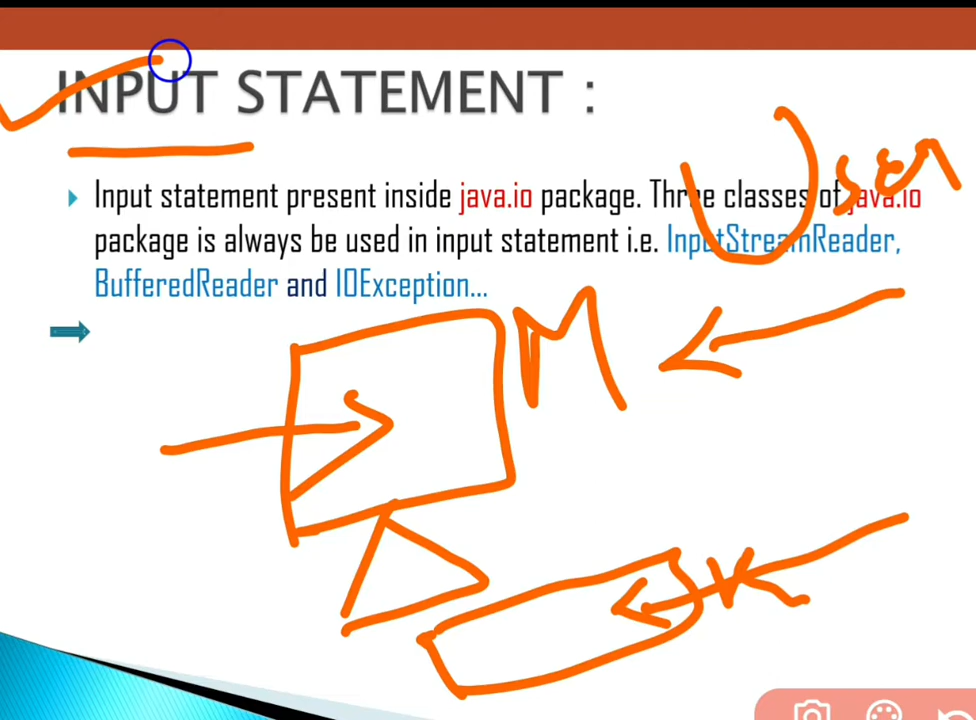 INPUT STATEMENT :
User
Input statement present inside java.io package. Three classes of java.io
package is always be used in input statement i.e. InputStreamReader,
BufferedReader and IOException...
M
K